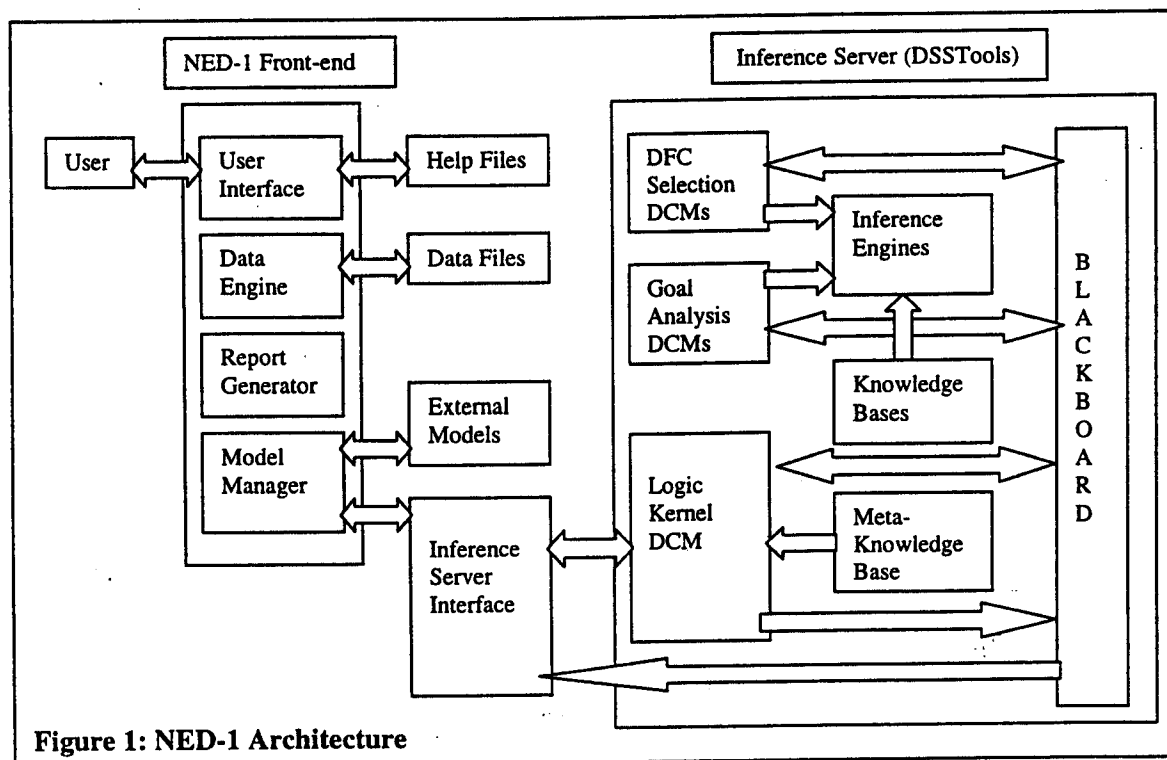 NED-1 Front-end
Inference Server (DSSTools)
User
User
Interface
Help Files
Data
Engine
Data Files
Report
Generator
Model
Manager
External
Models
Inference
Server
Interface
DFC
Selection
DCMs
Inference
Engines
Goal
Analysis
DCMs
Knowledge
Bases
Logic
Kernel
DCM
Meta-
Knowledge
Base
B
L
A
C
K
B
O
A
R
D
Figure 1: NED-1 Architecture